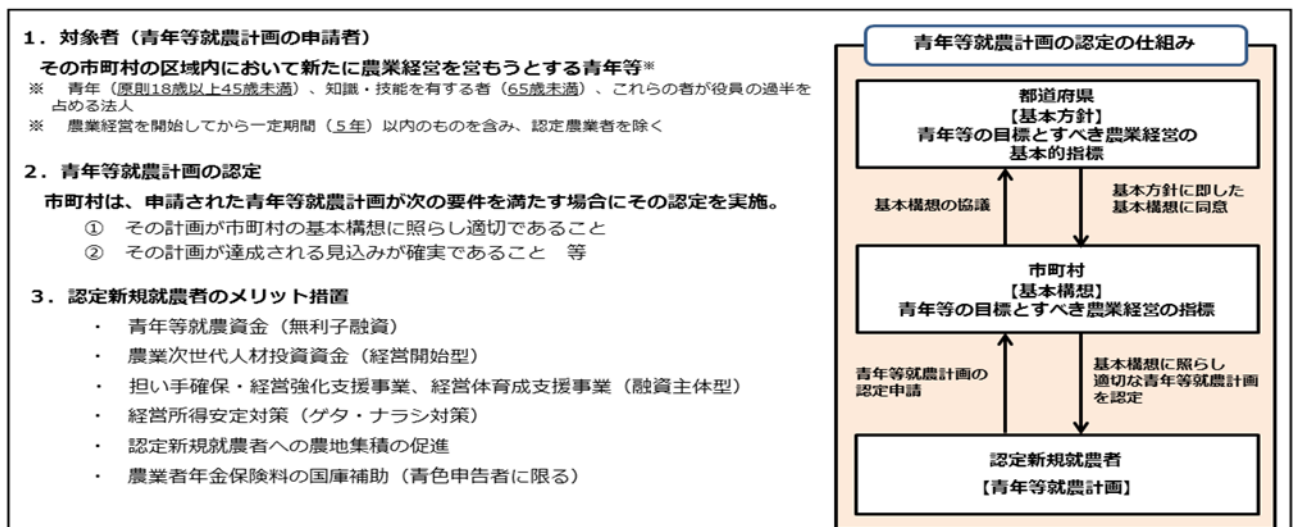 1．対象者（青年等就農計画の申請者）
その市町村の区域内において新たに農業経営を営もうとする青年等※
※　青年（原則18歳以上45歳未満）、知識・技能を有する者（65歳未満）、これらの者が役員の過半を
占める法人
※　農業経営を開始してから一定期間（５年）以内のものを含み、認定農業者を除く
2．青年等就農計画の認定
市町村は、申請された青年等就農計画が次の要件を満たす場合にその認定を実施。
①　その計画が市町村の基本構想に照らし適切であること
②　その計画が達成される見込みが確実であること　等
3．認定新規就農者のメリット措置
・　青年等就農資金（無利子融資）
・　農業次世代人材投資資金（経営開始型）
・　担い手確保・経営強化支援事業、経営体育成支援事業（融資主体型）
・　経営所得安定対策（ゲタ・ナラシ対策）
・　認定新規就農者への農地集積の促進
・　農業者年金保険料の国庫補助（青色申告者に限る）
青年等就農計画の認定の仕組み
都道府県
【基本方針】
青年等の目標とすべき農業経営の
基本的指標
基本構想の協議
基本方針に即した
基本構想に同意
市町村
【基本構想】
青年等の目標とすべき農業経営の指標
青年等就農計画の
認定申請
基本構想に照らし
適切な青年等就農計画
を認定
認定新規就農者
【青年等就農計画】